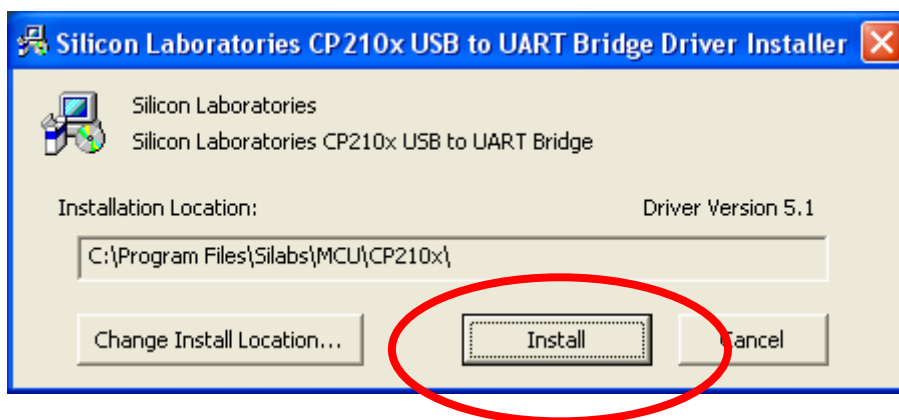 Silicon Laboratories CP210x USB to UART Bridge Driver Installer
Silicon Laboratories
Silicon Laboratories CP210x USB to UART Bridge
Installation Location:
Driver Version 5.1
C:\Program Files\Silabs\MCU\CP210x\
Change Install Location...
Install
Cancel